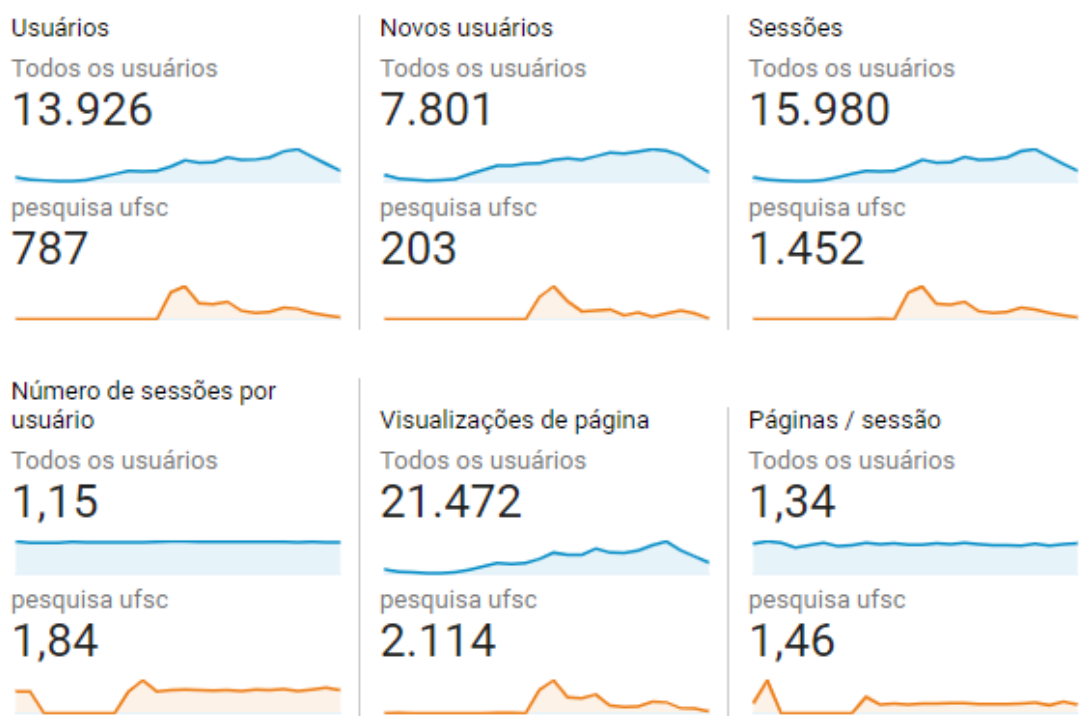 Usuários
Todos os usuários
13.926
pesquisa ufsc
787
Novos usuários
Todos os usuários
7.801
pesquisa ufsc
203
Sessões
Todos os usuários
15.980
pesquisa ufsc
1.452
Número de sessões por
usuário
Todos os usuários
1,15
pesquisa ufsc
1,84
Visualizações de página
Todos os usuários
21.472
pesquisa ufsc
2.114
Páginas / sessão
Todos os usuários
1,34
pesquisa ufsc
1,46